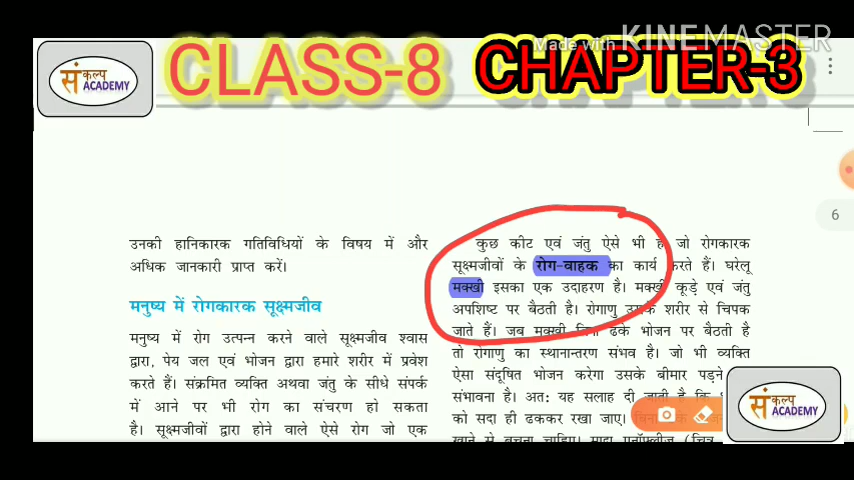 Made with KINEMASTER
संकल्प
ACADEMY
CLASS-8 CHAPTER-3
6
उनकी हानिकारक गतिविधियों के विषय में और
अधिक जानकारी प्राप्त करें।
मनुष्य में रोगकारक सूक्ष्मजीव
मनुष्य में रोग उत्पन्न करने वाले सूक्ष्मजीव श्वास
द्वारा, पेय जल एवं भोजन द्वारा हमारे शरीर में प्रवेश
करते हैं। संक्रमित व्यक्ति अथवा जंतु के सीधे संपर्क
में आने पर भी रोग का संचरण हो सकता
है। सूक्ष्मजीवों द्वारा होने वाले ऐसे रोग जो एक
कुछ कीट एवं जंतु ऐसे भी हैं जो रोगकारक
सूक्ष्मजीवों के रोग-वाहक का कार्य करते हैं। घरेलू
मक्खी इसका एक उदाहरण है। मक्खी कूड़े एवं जंतु
अपशिष्ट पर बैठती है। रोगाणु उसके शरीर से चिपक
जाते हैं। जब मक्खी बिना ढके भोजन पर बैठती है
तो रोगाणु का स्थानान्तरण संभव है। जो भी व्यक्ति
ऐसा संदूषित भोजन करेगा उसके बीमार पड़ने
संभावना है। अतः यह सलाह दी जाती है कि
को सदा ही ढककर रखा जाए। बिना
खाने से बचना चाहिए। मादा एनॉफ्लीज (चित्र
संकल्प
ACADEMY